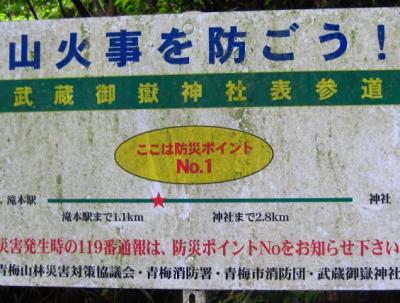 山火事を防ごう!
武蔵御嶽神社表参道
ここは防災ポイント
No.1
滝本駅 神社
滝本駅まで1.1km 神社まで2.8km
災害発生時の119番通報は、防災ポイントNoをお知らせ下さい
青梅山林災害対策協議会・青梅消防署・青梅市消防団・武蔵御嶽神社